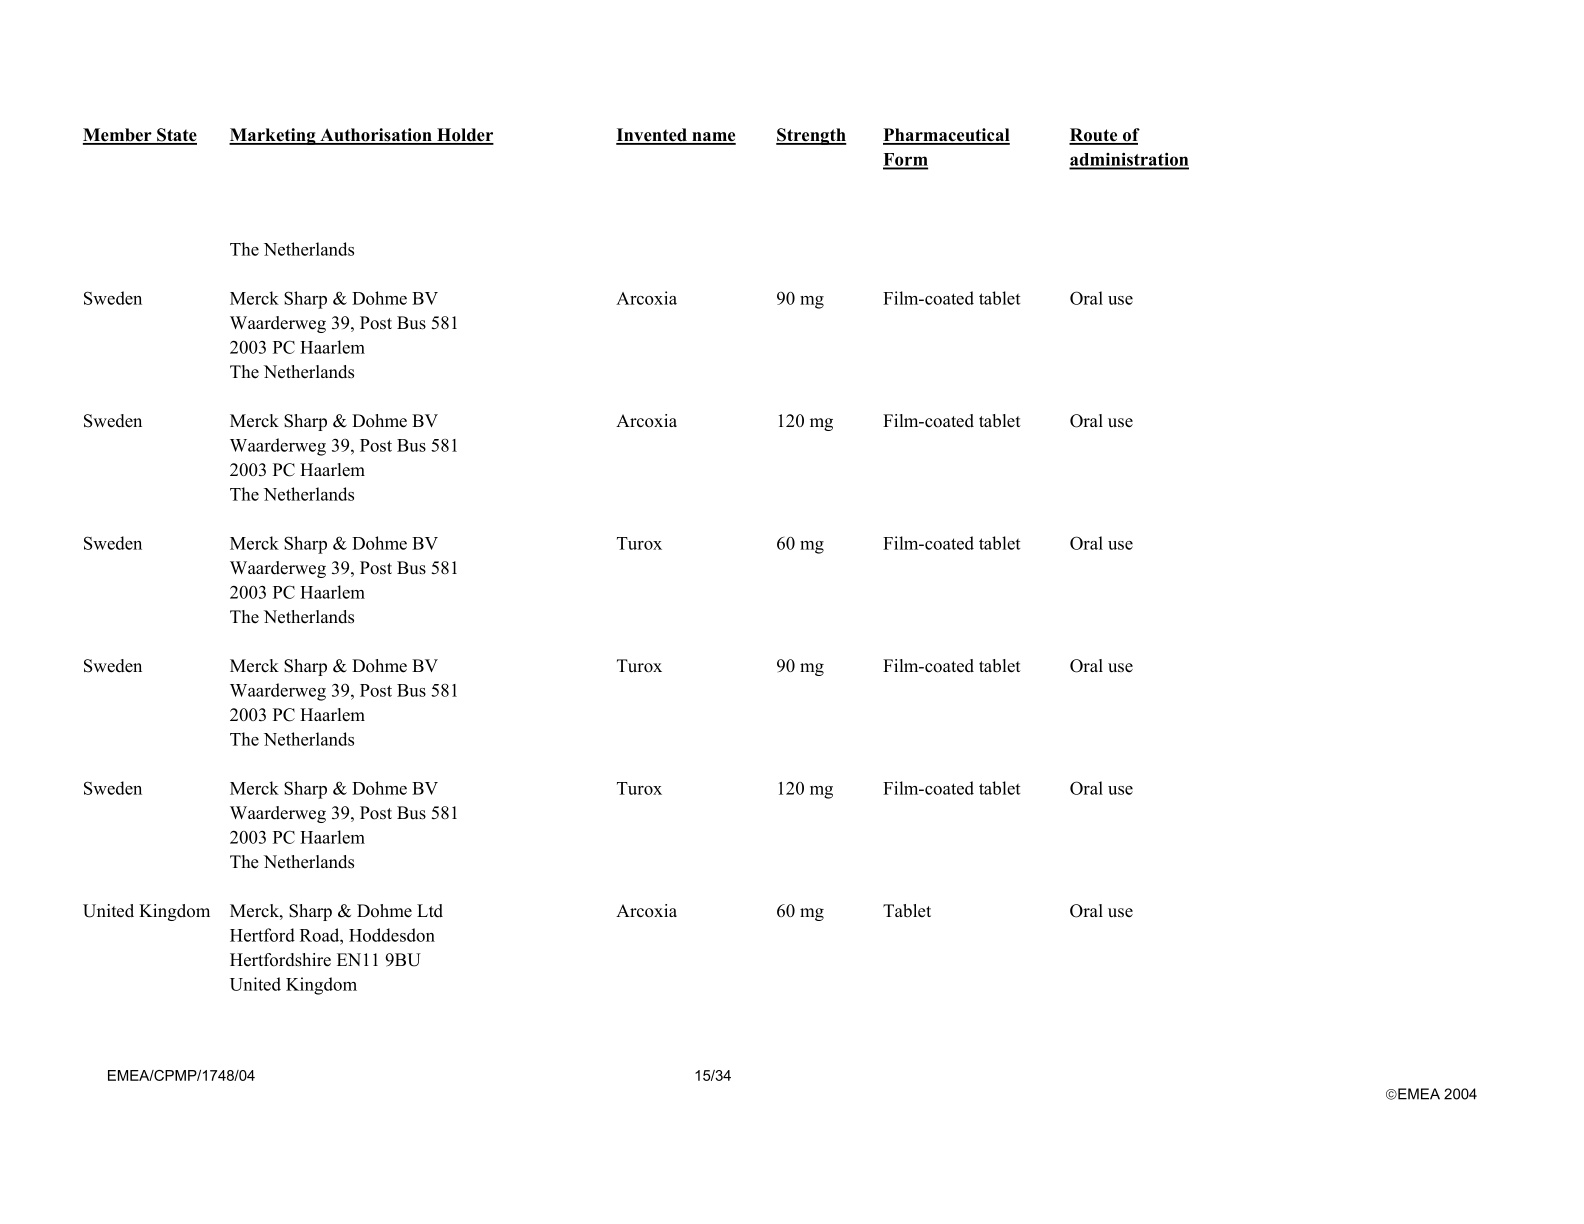 Member State Marketing Authorisation Holder Invented name Strength Pharmaceutical Form Route of administration
The Netherlands
Sweden Merck Sharp & Dohme BV Arcoxia 90 mg Film-coated tablet Oral use
Waarderweg 39, Post Bus 581
2003 PC Haarlem
The Netherlands
Sweden Merck Sharp & Dohme BV Arcoxia 120 mg Film-coated tablet Oral use
Waarderweg 39, Post Bus 581
2003 PC Haarlem
The Netherlands
Sweden Merck Sharp & Dohme BV Turox 60 mg Film-coated tablet Oral use
Waarderweg 39, Post Bus 581
2003 PC Haarlem
The Netherlands
Sweden Merck Sharp & Dohme BV Turox 90 mg Film-coated tablet Oral use
Waarderweg 39, Post Bus 581
2003 PC Haarlem
The Netherlands
Sweden Merck Sharp & Dohme BV Turox 120 mg Film-coated tablet Oral use
Waarderweg 39, Post Bus 581
2003 PC Haarlem
The Netherlands
United Kingdom Merck, Sharp & Dohme Ltd Arcoxia 60 mg Tablet Oral use
Hertford Road, Hoddesdon
Hertfordshire EN11 9BU
United Kingdom
EMEA/CPMP/1748/04 15/34
©EMEA 2004